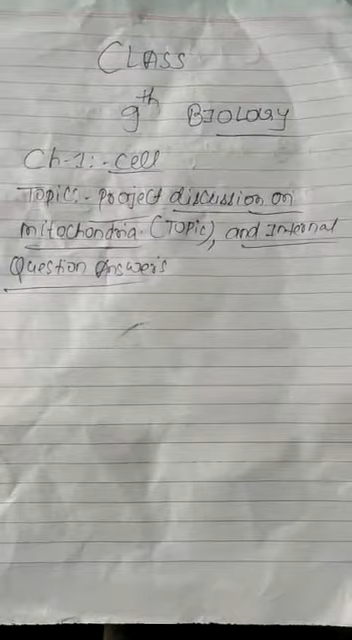 CLASS
9th BIOLOGY
Ch-1:- Cell
Topic:- Project discussion on
mitochondria. (Topic), and Internal
Question Answers